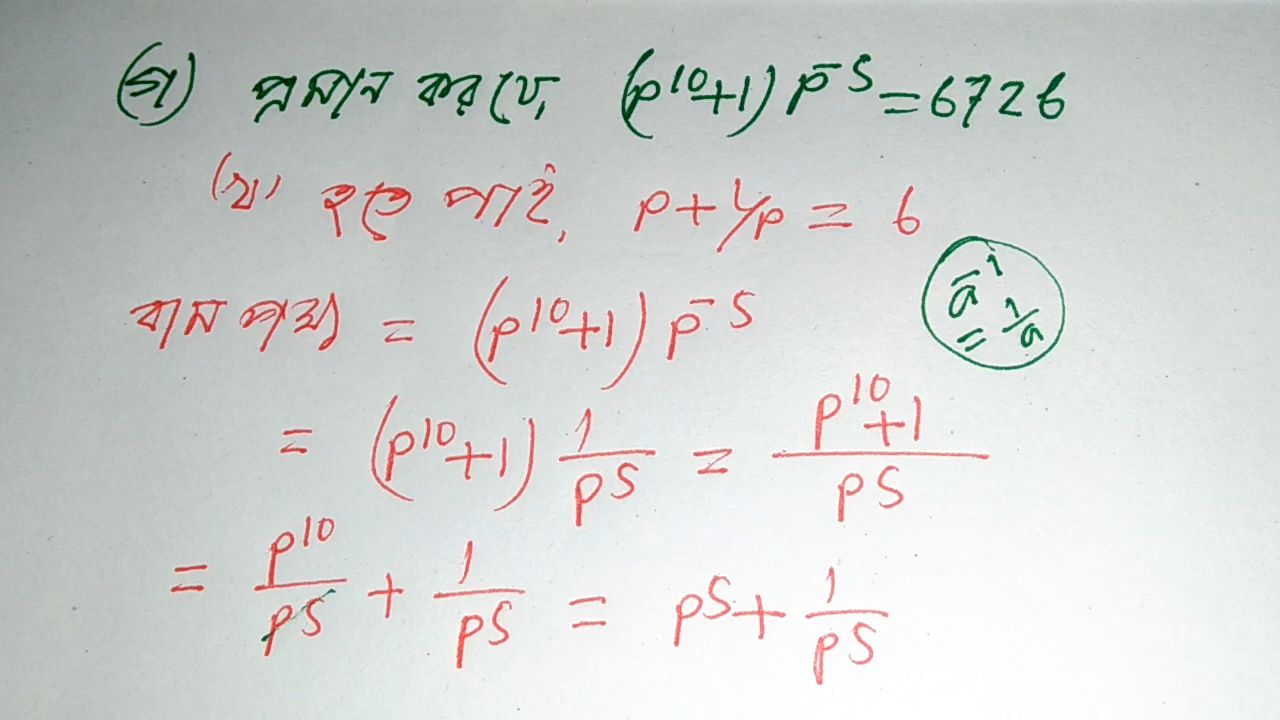 (গ) প্রমাণ কর যে, (p¹⁰+1) p⁻⁵ = 6726
(খ) হতে পাই, p + 1/p = 6
বাম পক্ষ = (p¹⁰+1) p⁻⁵
a⁻¹ = 1/a
= (p¹⁰+1) 1/p⁵ = p¹⁰+1/p⁵
= p¹⁰/p⁵ + 1/p⁵ = p⁵ + 1/p⁵